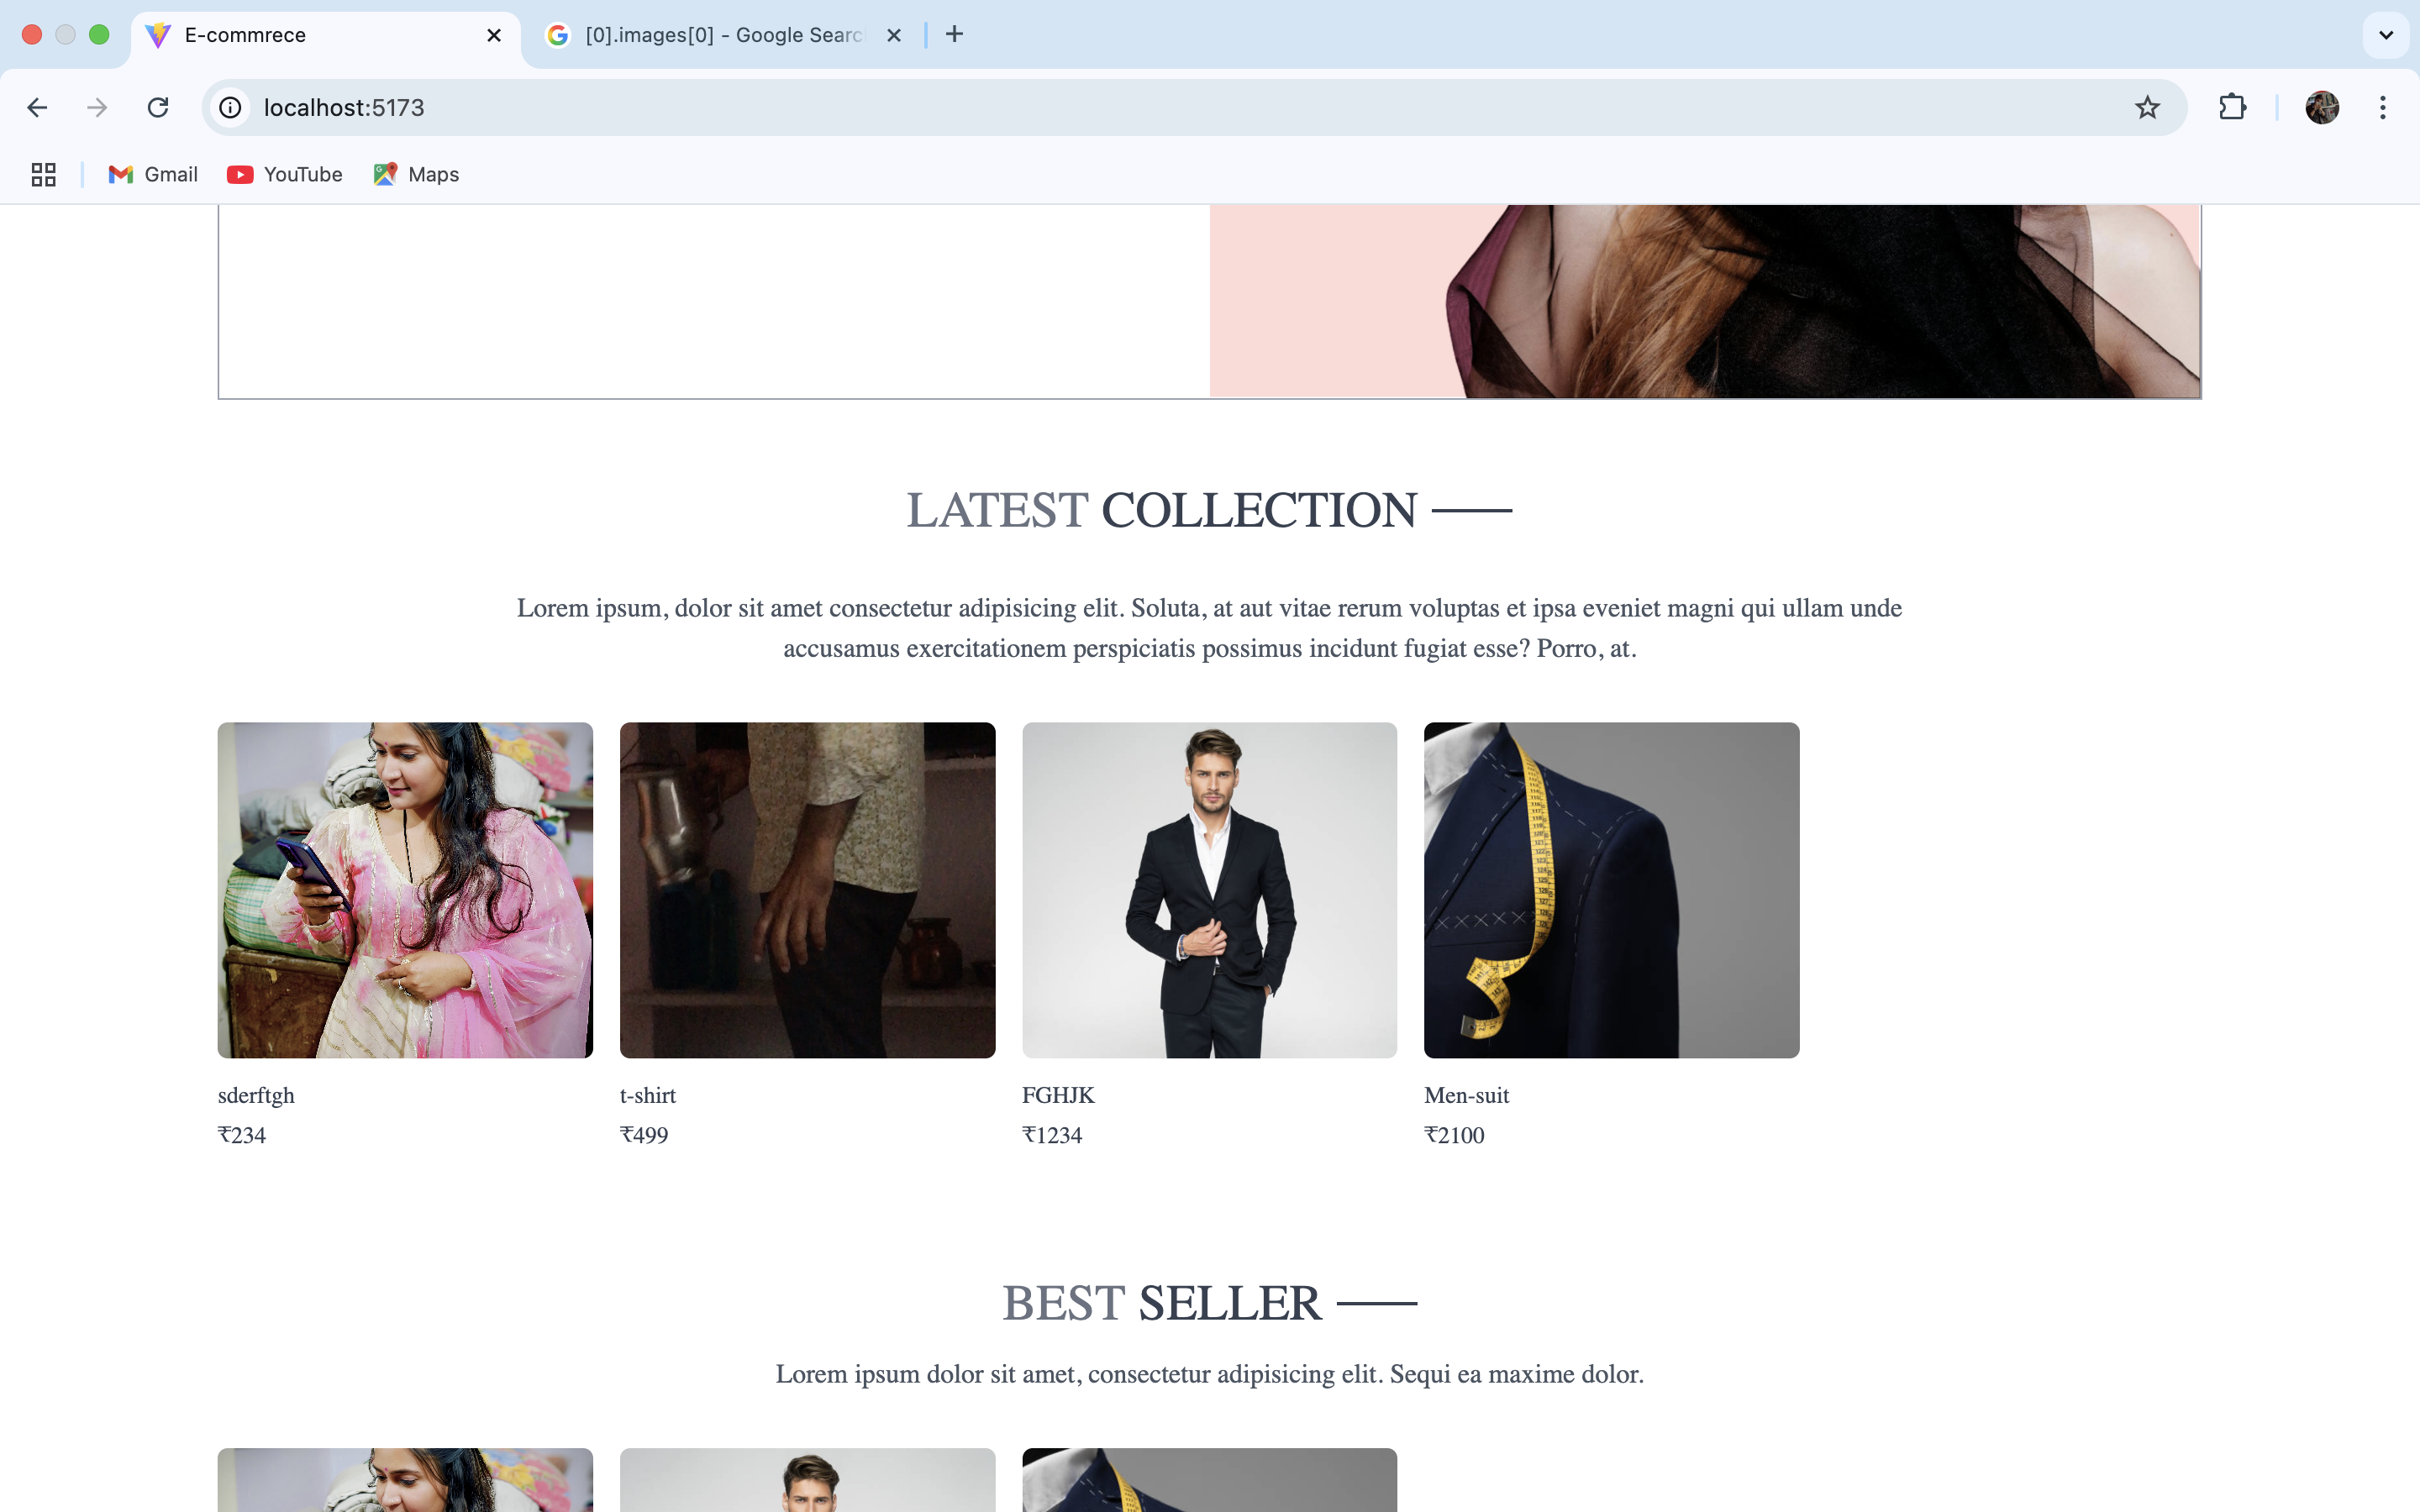 E-commrece
[0].images[0] - Google Searc
localhost:5173
Gmail
YouTube
Maps
LATEST COLLECTION
Lorem ipsum, dolor sit amet consectetur adipisicing elit. Soluta, at aut vitae rerum voluptas et ipsa eveniet magni qui ullam unde
accusamus exercitationem perspiciatis possimus incidunt fugiat esse? Porro, at.
sderftgh
₹234
t-shirt
₹499
FGHJK
₹1234
Men-suit
₹2100
BEST SELLER
Lorem ipsum dolor sit amet, consectetur adipisicing elit. Sequi ea maxime dolor.